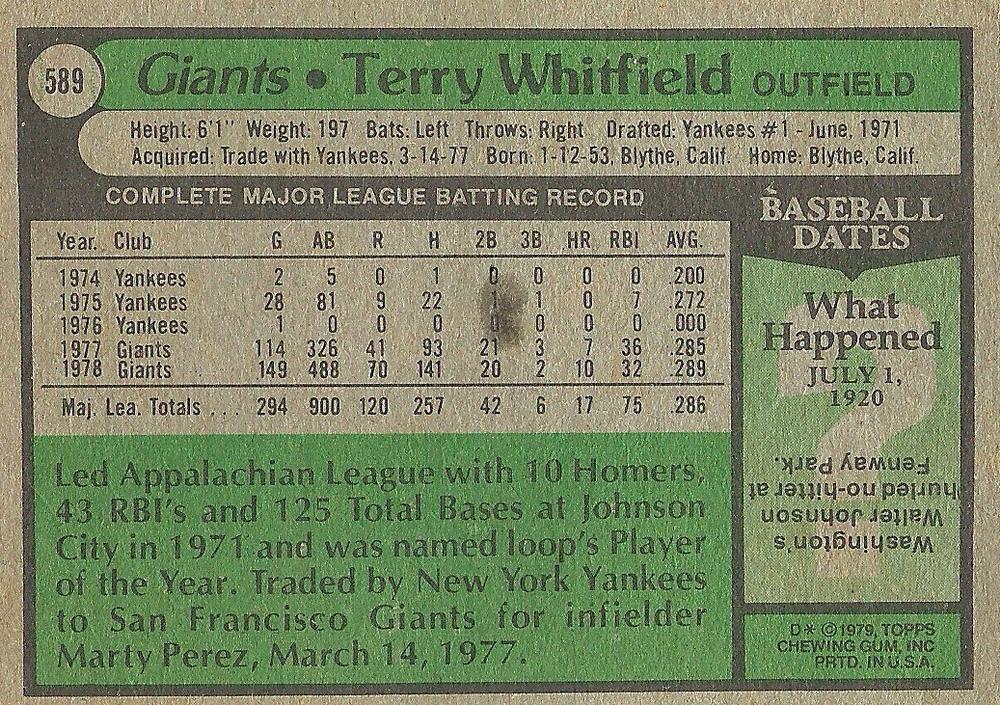 589
Giants • Terry Whitfield OUTFIELD
Height: 6'1" Weight: 197 Bats: Left Throws: Right Drafted: Yankees #1 - June, 1971
Acquired: Trade with Yankees, 3-14-77 Born: 1-12-53, Blythe, Calif. Home: Blythe, Calif.
COMPLETE MAJOR LEAGUE BATTING RECORD
Year Club G AB R H 2B 3B HR RBI AVG.
1974 Yankees 2 5 0 1 0 0 0 0 .200
1975 Yankees 28 81 9 22 1 1 0 7 .272
1976 Yankees 1 0 0 0 0 0 0 0 .000
1977 Giants 114 326 41 93 21 3 7 36 .285
1978 Giants 149 488 70 141 20 2 10 32 .289
Maj. Lea. Totals . . . 294 900 120 257 42 6 17 75 .286
Led Appalachian League with 10 Homers,
43 RBI's and 125 Total Bases at Johnson
City in 1971 and was named loop's Player
of the Year. Traded by New York Yankees
to San Francisco Giants for infielder
Marty Perez, March 14, 1977.
BASEBALL
DATES
What
Happened
JULY 1,
1920
Washington's
Walter Johnson
hurled no-hitter at
Fenway Park.
D* ©1979, TOPPS
CHEWING GUM, INC
PRTD. IN U.S.A.